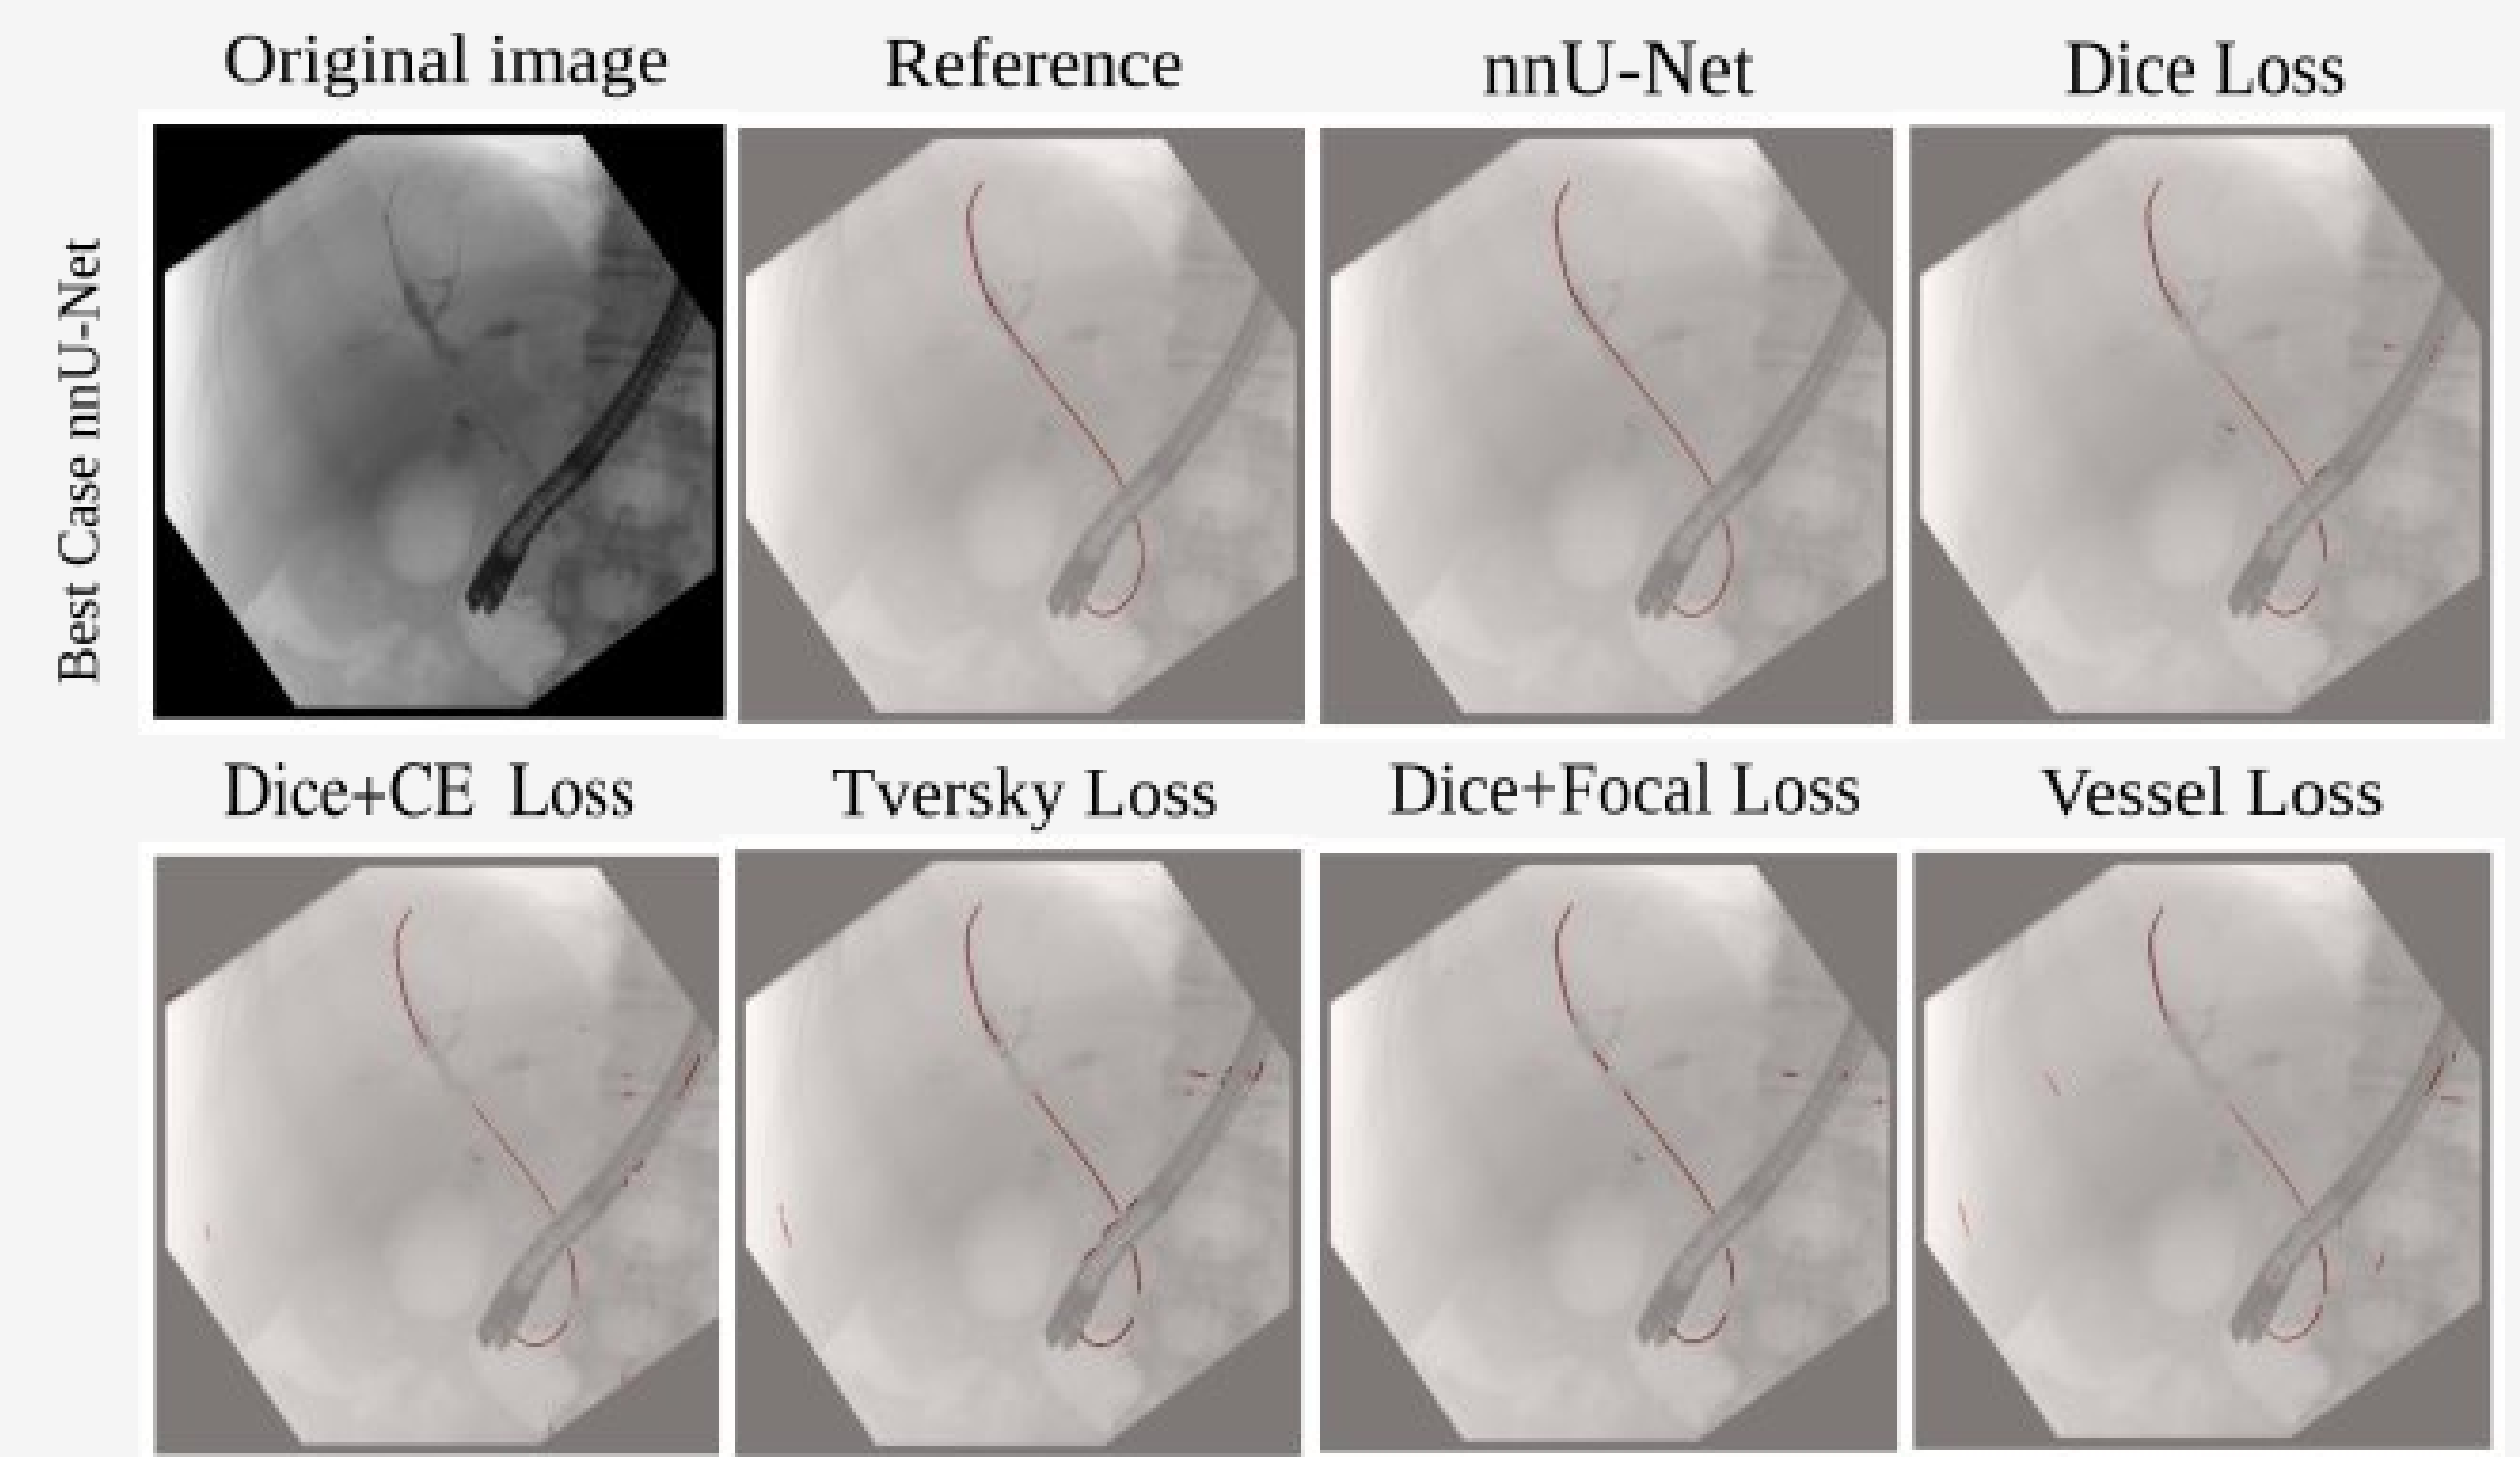 Original image
Reference
nnU-Net
Dice Loss
Best Case nnU-Net
Dice+CE Loss
Tversky Loss
Dice+Focal Loss
Vessel Loss